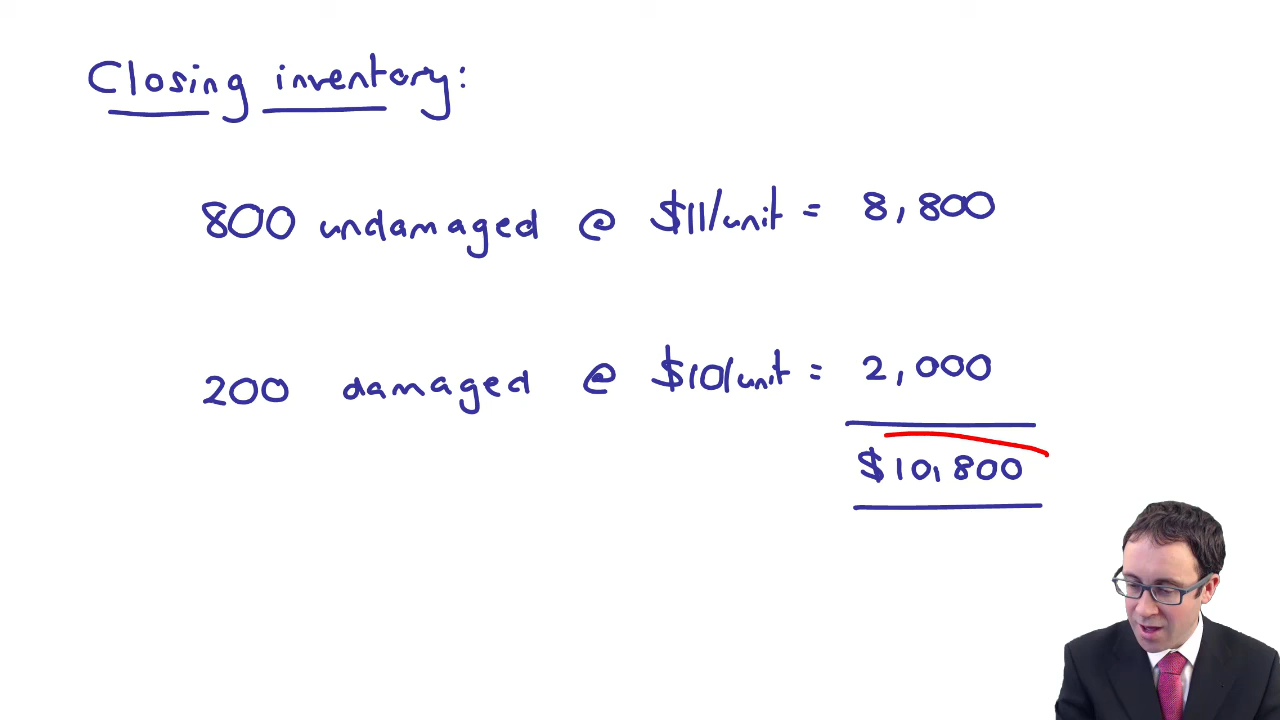 Closing inventory:
800 undamaged @ $11/unit = 8,800
200 damaged @ $10/unit = 2,000
$10,800